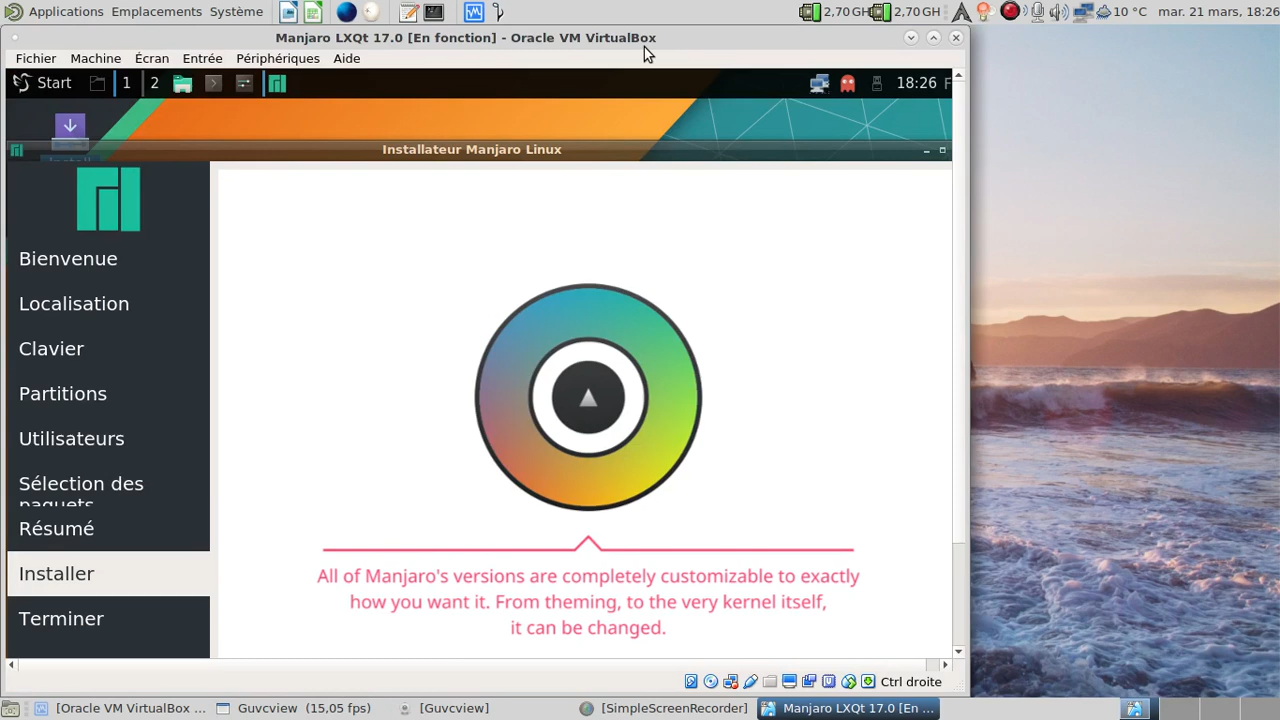 Applications Emplacements Système 2,70 GH 2,70 GH 10 °C mar. 21 mars, 18:26
Manjaro LXQt 17.0 [En fonction] - Oracle VM VirtualBox
Fichier Machine Écran Entrée Périphériques Aide
Start 1 2 18:26 F
Installateur Manjaro Linux
Bienvenue
Localisation
Clavier
Partitions
Utilisateurs
Sélection des
paquets
Résumé
Installer
Terminer
All of Manjaro's versions are completely customizable to exactly
how you want it. From theming, to the very kernel itself,
it can be changed.
Ctrl droite
[Oracle VM VirtualBox ... Guvcview (15,05 fps) [Guvcview] [SimpleScreenRecorder] Manjaro LXQt 17.0 [En ...